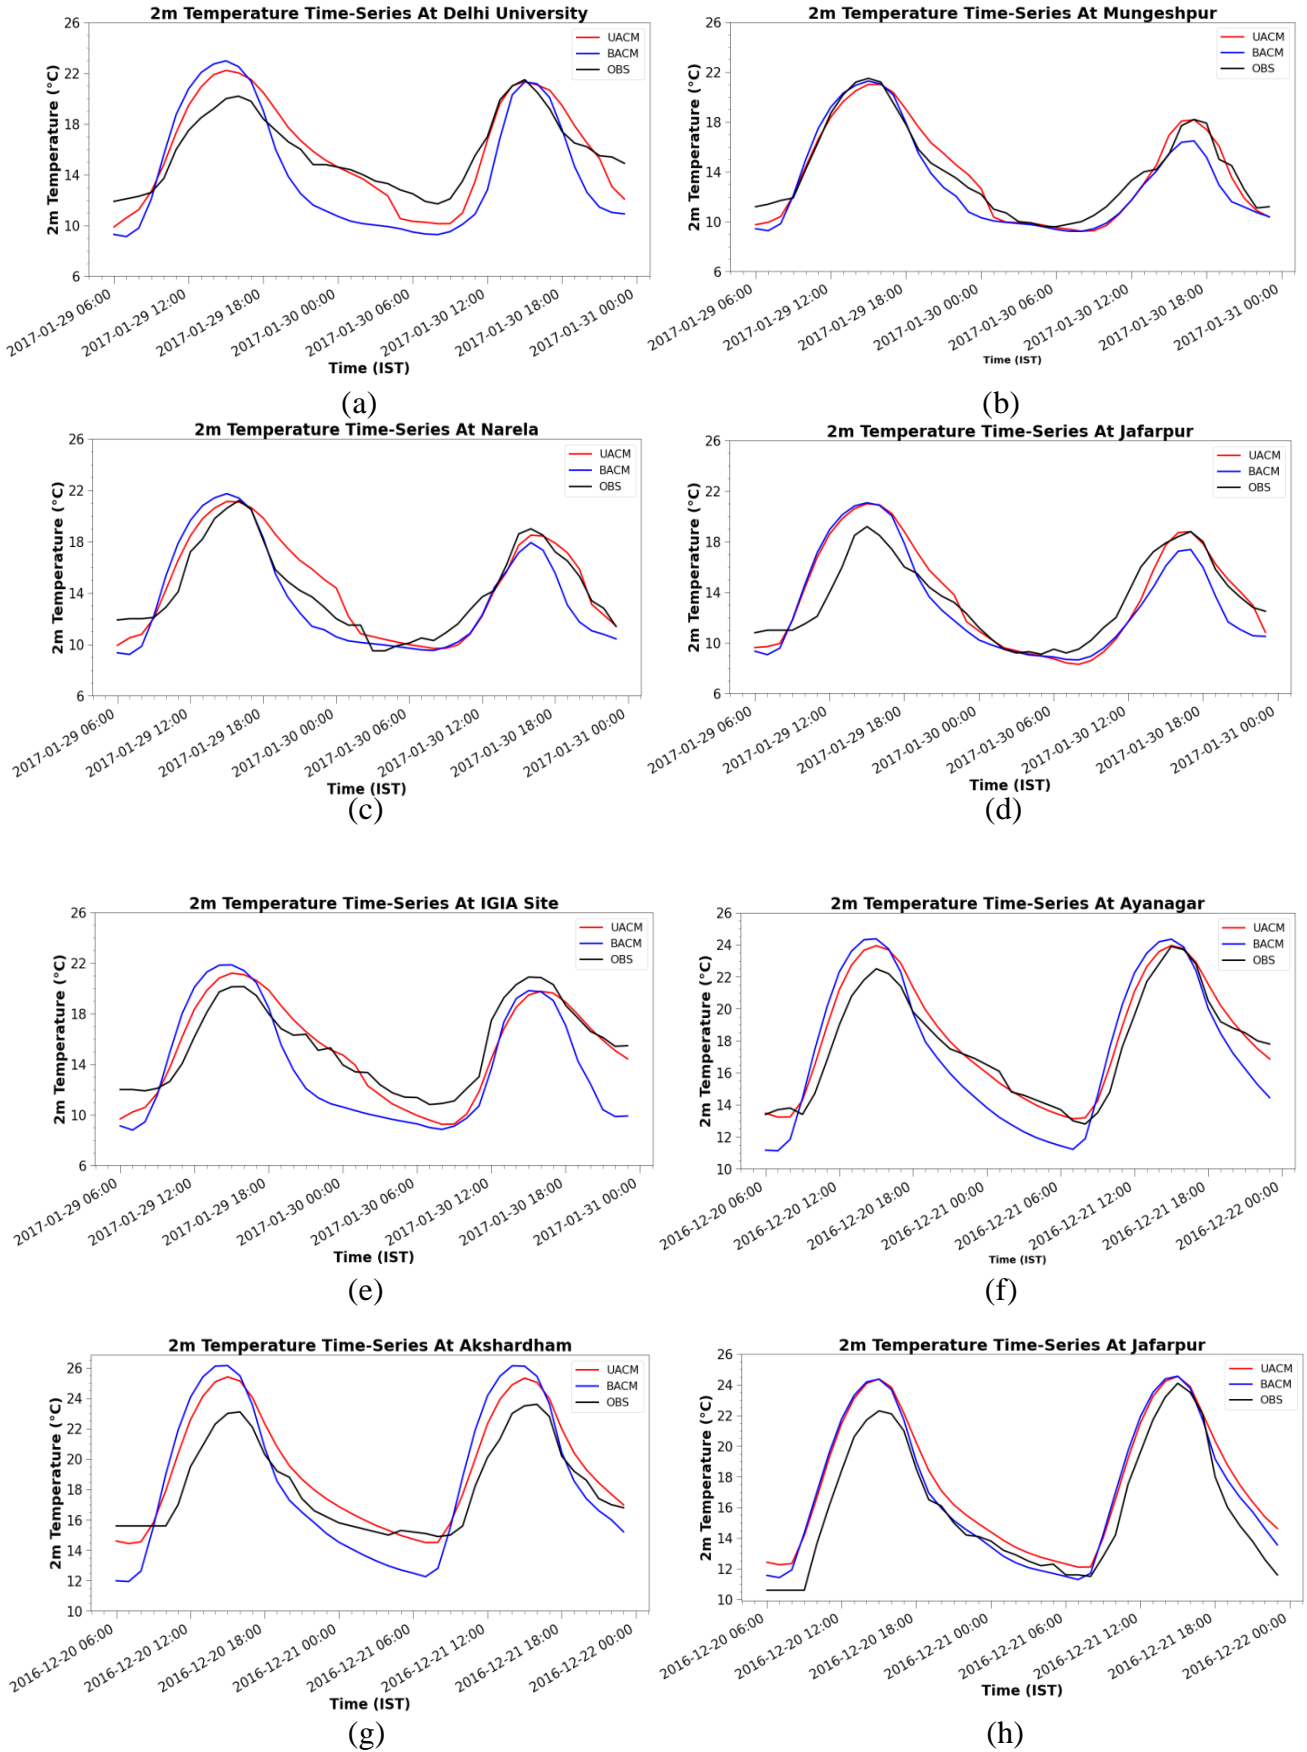 2m Temperature Time-Series At Delhi University
26
22
18
14
10
6
2m Temperature (°C)
UACM
BACM
OBS
2017-01-29 06:00
2017-01-29 12:00
2017-01-29 18:00
2017-01-30 00:00
2017-01-30 06:00
2017-01-30 12:00
2017-01-30 18:00
2017-01-31 00:00
Time (IST)
(a)
2m Temperature Time-Series At Mungeshpur
26
22
18
14
10
6
2m Temperature (°C)
UACM
BACM
OBS
2017-01-29 06:00
2017-01-29 12:00
2017-01-29 18:00
2017-01-30 00:00
2017-01-30 06:00
2017-01-30 12:00
2017-01-30 18:00
2017-01-31 00:00
Time (IST)
(b)
2m Temperature Time-Series At Narela
26
22
18
14
10
6
2m Temperature (°C)
UACM
BACM
OBS
2017-01-29 06:00
2017-01-29 12:00
2017-01-29 18:00
2017-01-30 00:00
2017-01-30 06:00
2017-01-30 12:00
2017-01-30 18:00
2017-01-31 00:00
Time (IST)
(c)
2m Temperature Time-Series At Jafarpur
26
22
18
14
10
6
2m Temperature (°C)
UACM
BACM
OBS
2017-01-29 06:00
2017-01-29 12:00
2017-01-29 18:00
2017-01-30 00:00
2017-01-30 06:00
2017-01-30 12:00
2017-01-30 18:00
2017-01-31 00:00
Time (IST)
(d)
2m Temperature Time-Series At IGIA Site
26
22
18
14
10
6
2m Temperature (°C)
UACM
BACM
OBS
2017-01-29 06:00
2017-01-29 12:00
2017-01-29 18:00
2017-01-30 00:00
2017-01-30 06:00
2017-01-30 12:00
2017-01-30 18:00
2017-01-31 00:00
Time (IST)
(e)
2m Temperature Time-Series At Ayanagar
26
24
22
20
18
16
14
12
10
2m Temperature (°C)
UACM
BACM
OBS
2016-12-20 06:00
2016-12-20 12:00
2016-12-20 18:00
2016-12-21 00:00
2016-12-21 06:00
2016-12-21 12:00
2016-12-21 18:00
2016-12-22 00:00
Time (IST)
(f)
2m Temperature Time-Series At Akshardham
26
24
22
20
18
16
14
12
10
2m Temperature (°C)
UACM
BACM
OBS
2016-12-20 06:00
2016-12-20 12:00
2016-12-20 18:00
2016-12-21 00:00
2016-12-21 06:00
2016-12-21 12:00
2016-12-21 18:00
2016-12-22 00:00
Time (IST)
(g)
2m Temperature Time-Series At Jafarpur
26
24
22
20
18
16
14
12
10
2m Temperature (°C)
UACM
BACM
OBS
2016-12-20 06:00
2016-12-20 12:00
2016-12-20 18:00
2016-12-21 00:00
2016-12-21 06:00
2016-12-21 12:00
2016-12-21 18:00
2016-12-22 00:00
Time (IST)
(h)